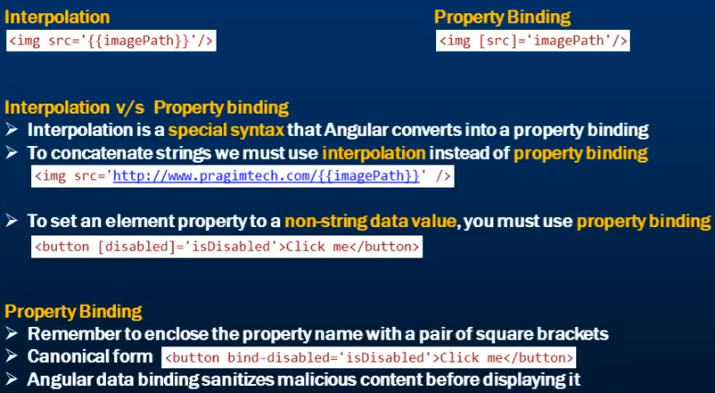 Interpolation
Property Binding
<img src='{{imagePath}}'/>
<img [src]='imagePath'/>
Interpolation v/s Property binding
➢ Interpolation is a special syntax that Angular converts into a property binding
➢ To concatenate strings we must use interpolation instead of property binding
<img src='http://www.pragimtech.com/{{imagePath}}' />
➢ To set an element property to a non-string data value, you must use property binding
<button [disabled]='isDisabled'>Click me</button>
Property Binding
➢ Remember to enclose the property name with a pair of square brackets
➢ Canonical form <button bind-disabled='isDisabled'>Click me</button>
➢ Angular data binding sanitizes malicious content before displaying it